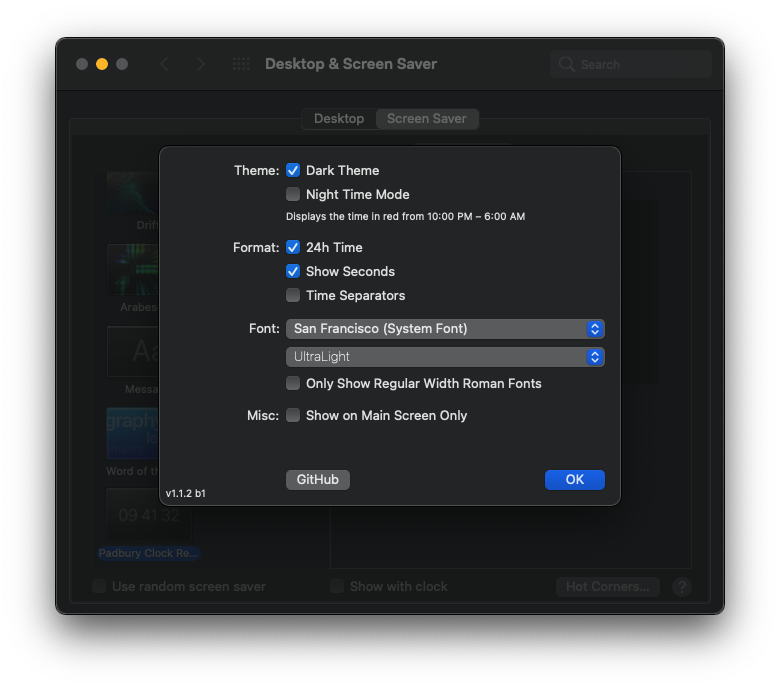 Desktop & Screen Saver
Search
Desktop
Screen Saver
Theme:
Dark Theme
Night Time Mode
Displays the time in red from 10:00 PM – 6:00 AM
Format:
24h Time
Show Seconds
Time Separators
Font:
San Francisco (System Font)
UltraLight
Only Show Regular Width Roman Fonts
Misc:
Show on Main Screen Only
GitHub
OK
v1.1.2 b1
Drift
Arabes
Aa
Messa
graphy
le
Word of th
09 41 32
Padbury Clock Re...
Use random screen saver
Show with clock
Hot Corners...
?